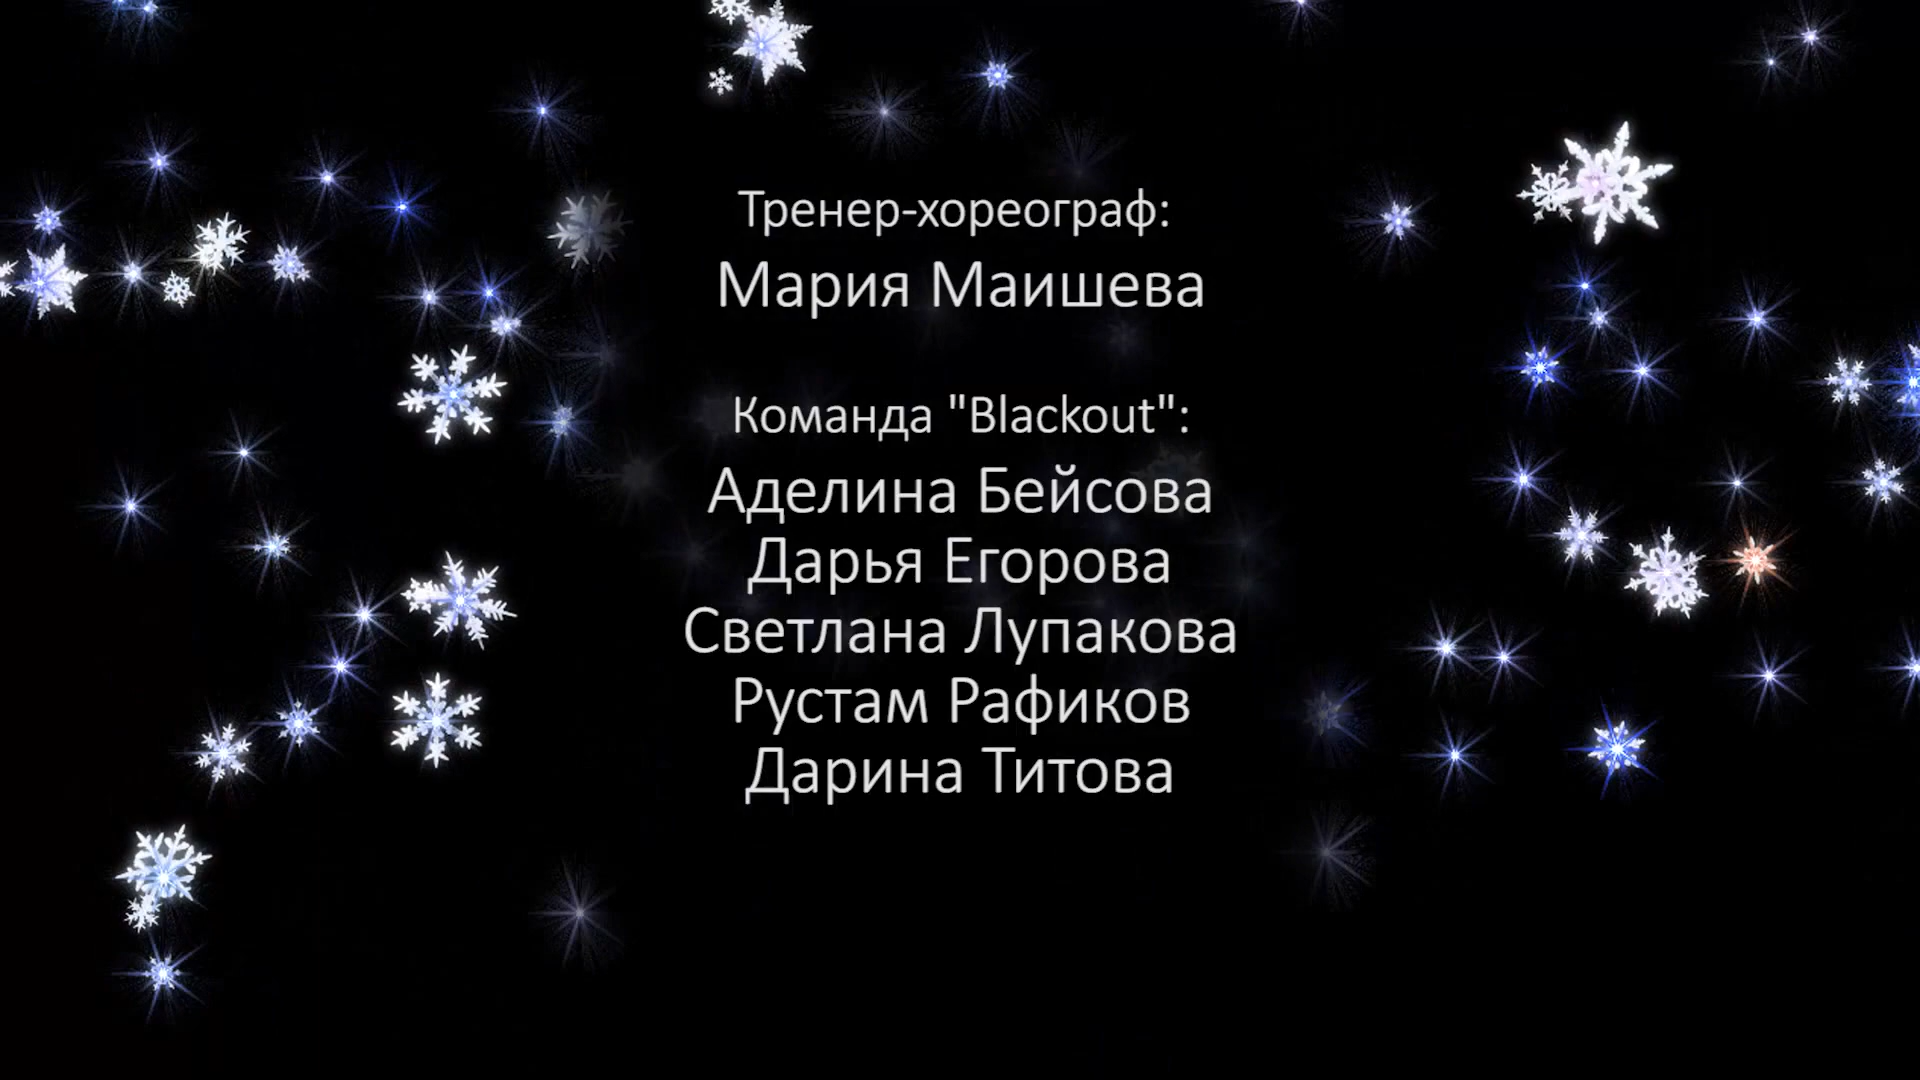 Тренер-хореограф:
Мария Маишева
Команда "Blackout":
Аделина Бейсова
Дарья Егорова
Светлана Лупакова
Рустам Рафиков
Дарина Титова